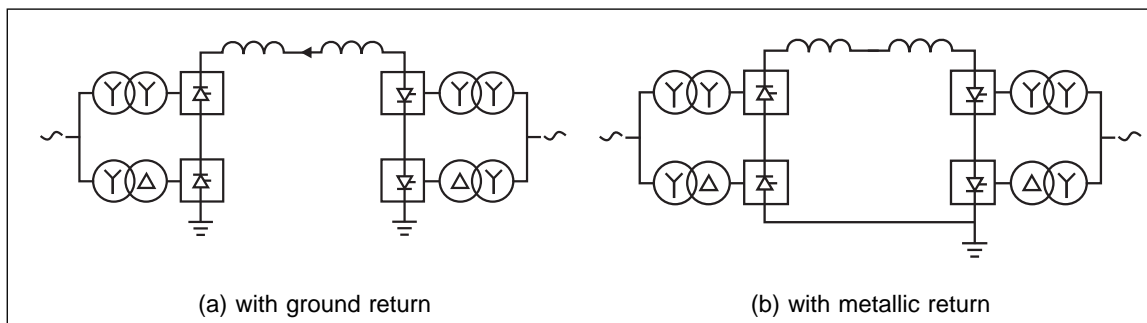 Y Y Y Y
Y Δ Δ Y
Y Y Y Y
Y Δ Δ Y
(a) with ground return
(b) with metallic return